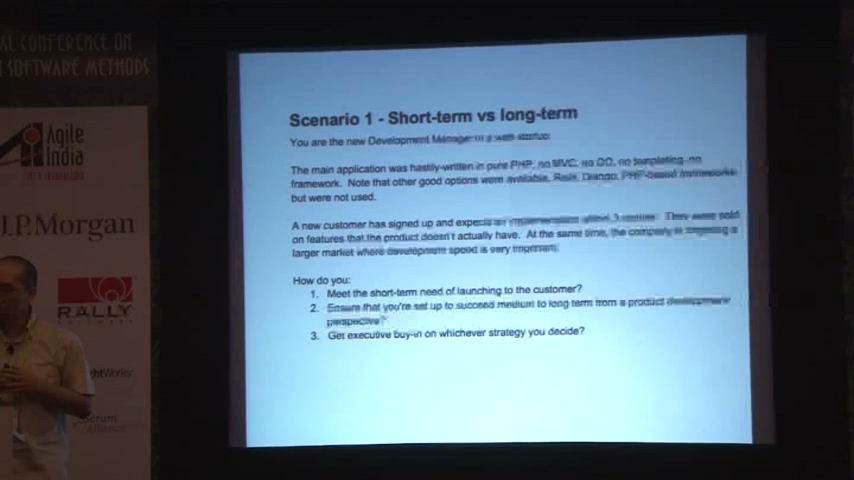 AL CONFERENCE ON
SOFTWARE METHODS
Agile
India
J.P.Morgan
RALLY
ghtWorks
Scrum
Alliance
Scenario 1 - Short-term vs long-term
You are the new Development Manager in a web startup.
The main application was hastily-written in pure PHP, no MVC, no OO, no templating, no
framework. Note that other good options were available, Rails, Django, PHP-based frameworks
but were not used.
A new customer has signed up and expects an implementation within 3 months. They were sold
on features that the product doesn't actually have. At the same time, the company is targeting a
larger market where development speed is very important.
How do you:
1. Meet the short-term need of launching to the customer?
2. Ensure that you're set up to succeed medium to long term from a product development
perspective?
3. Get executive buy-in on whichever strategy you decide?